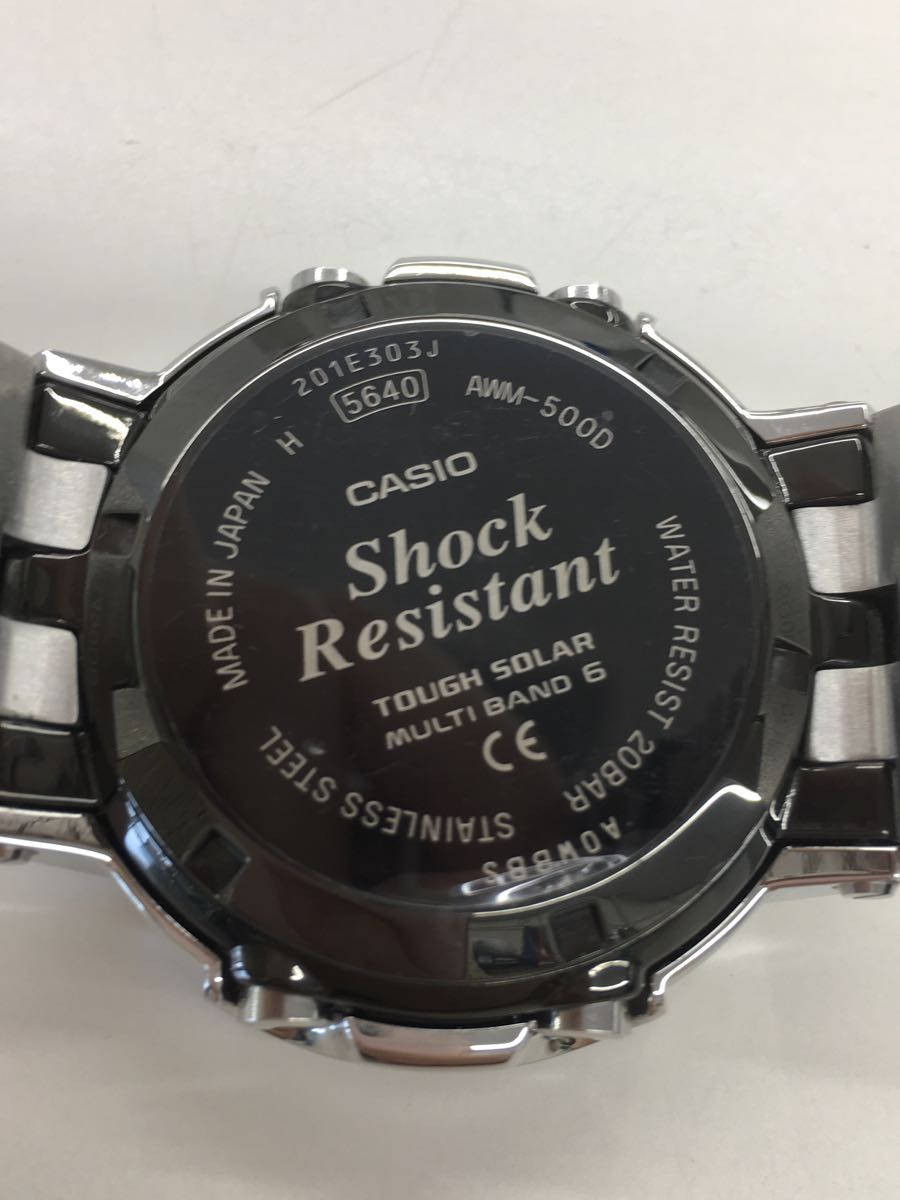 201E303J
5640
AWM-500D
MADE IN JAPAN H
CASIO
Shock
Resistant
TOUGH SOLAR
MULTI BAND 6
CE
WATER RESIST 20BAR
STAINLESS STEEL
A0WBBS